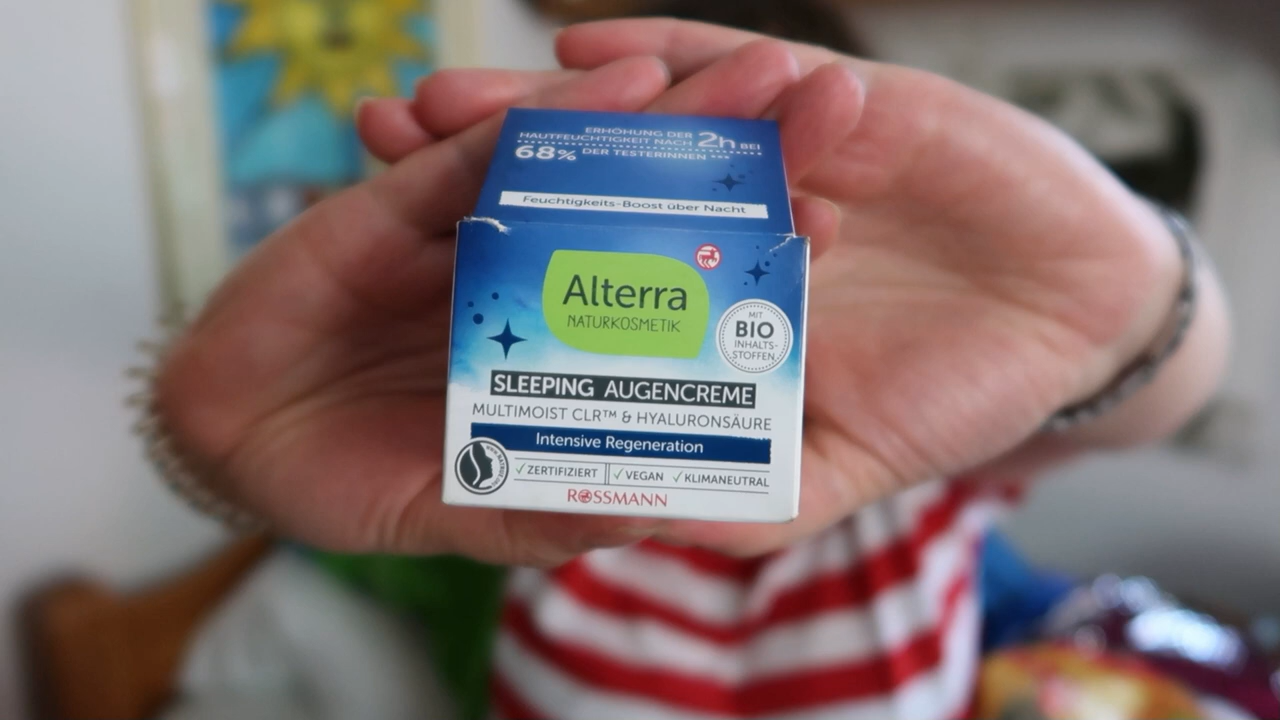 ERHÖHUNG DER
HAUTFEUCHTIGKEIT NACH 2h BEI
68% DER TESTERINNEN
Feuchtigkeits-Boost über Nacht
Alterra
NATURKOSMETIK
MIT
BIO
INHALTS-
STOFFEN
SLEEPING AUGENCREME
MULTIMOIST CLR™ & HYALURONSÄURE
Intensive Regeneration
✓ZERTIFIZIERT ✓VEGAN ✓KLIMANEUTRAL
ROSSMANN